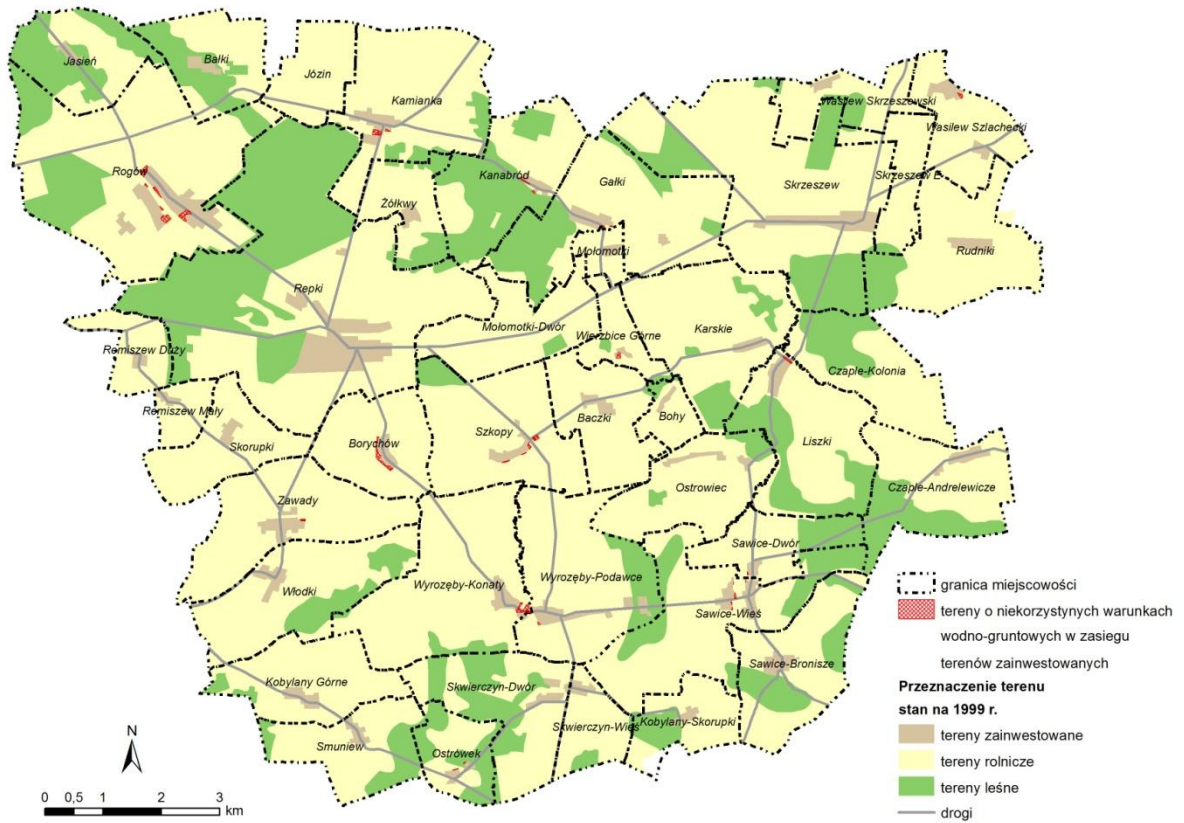 Jasień
Bałki
Józin
Kamianka
Wasilew Skrzeszewski
Wasilew Szlachecki
Rogów
Kanabród
Gałki
Skrzeszew
Skrzeszew E
Żółkwy
Mołomotki
Rudniki
Repki
Mołomotki-Dwór
Karskie
Wierzbice Górne
Remiszew Duży
Czaple-Kolonia
Remiszew Mały
Baczki
Bohy
Szkopy
Borychów
Skorupki
Liszki
Ostrowiec
Czaple-Andrelewicze
Zawady
Sawice-Dwór
Wyrozęby-Konaty
Wyrozęby-Podawce
Włodki
Sawice-Wieś
Sawice-Bronisze
Kobylany Górne
Skwierczyn-Dwór
Skwierczyn-Wieś
Kobylany-Skorupki
Smuniew
Ostrówek
N
0 0,5 1 2 3
km
granica miejscowości
tereny o niekorzystynych warunkach
wodno-gruntowych w zasiegu
terenów zainwestowanych
Przeznaczenie terenu
stan na 1999 r.
tereny zainwestowane
tereny rolnicze
tereny leśne
drogi